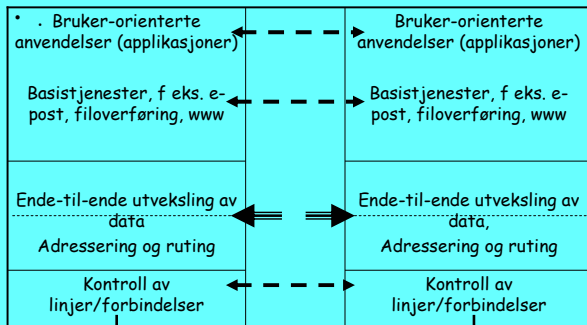 • . Bruker-orienterte
anvendelser (applikasjoner)
Basistjenester, f eks. e-
post, filoverføring, www
Ende-til-ende utveksling av
data
Adressering og ruting
Kontroll av
linjer/forbindelser
Bruker-orienterte
anvendelser (applikasjoner)
Basistjenester, f eks. e-
post, filoverføring, www
Ende-til-ende utveksling av
data,
Adressering og ruting
Kontroll av
linjer/forbindelser